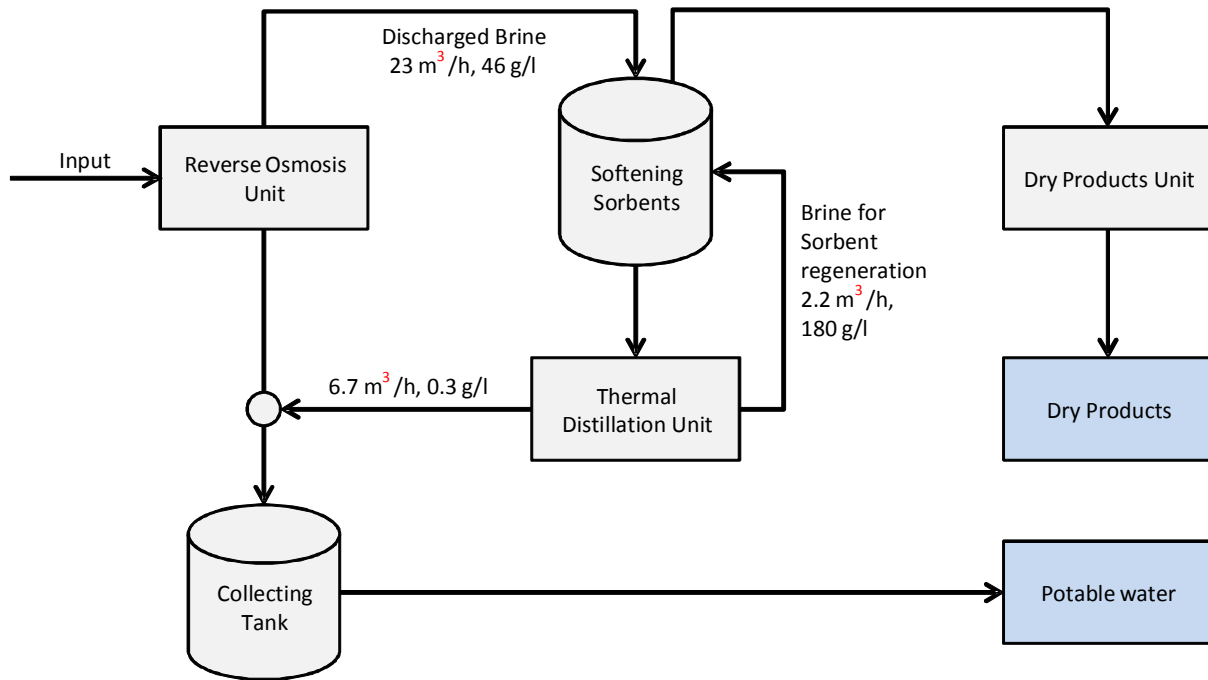 Discharged Brine
23 m³/h, 46 g/l
Input
Reverse Osmosis
Unit
Softening
Sorbents
Dry Products Unit
Brine for
Sorbent
regeneration
2.2 m³/h,
180 g/l
6.7 m³/h, 0.3 g/l
Thermal
Distillation Unit
Dry Products
Collecting
Tank
Potable water